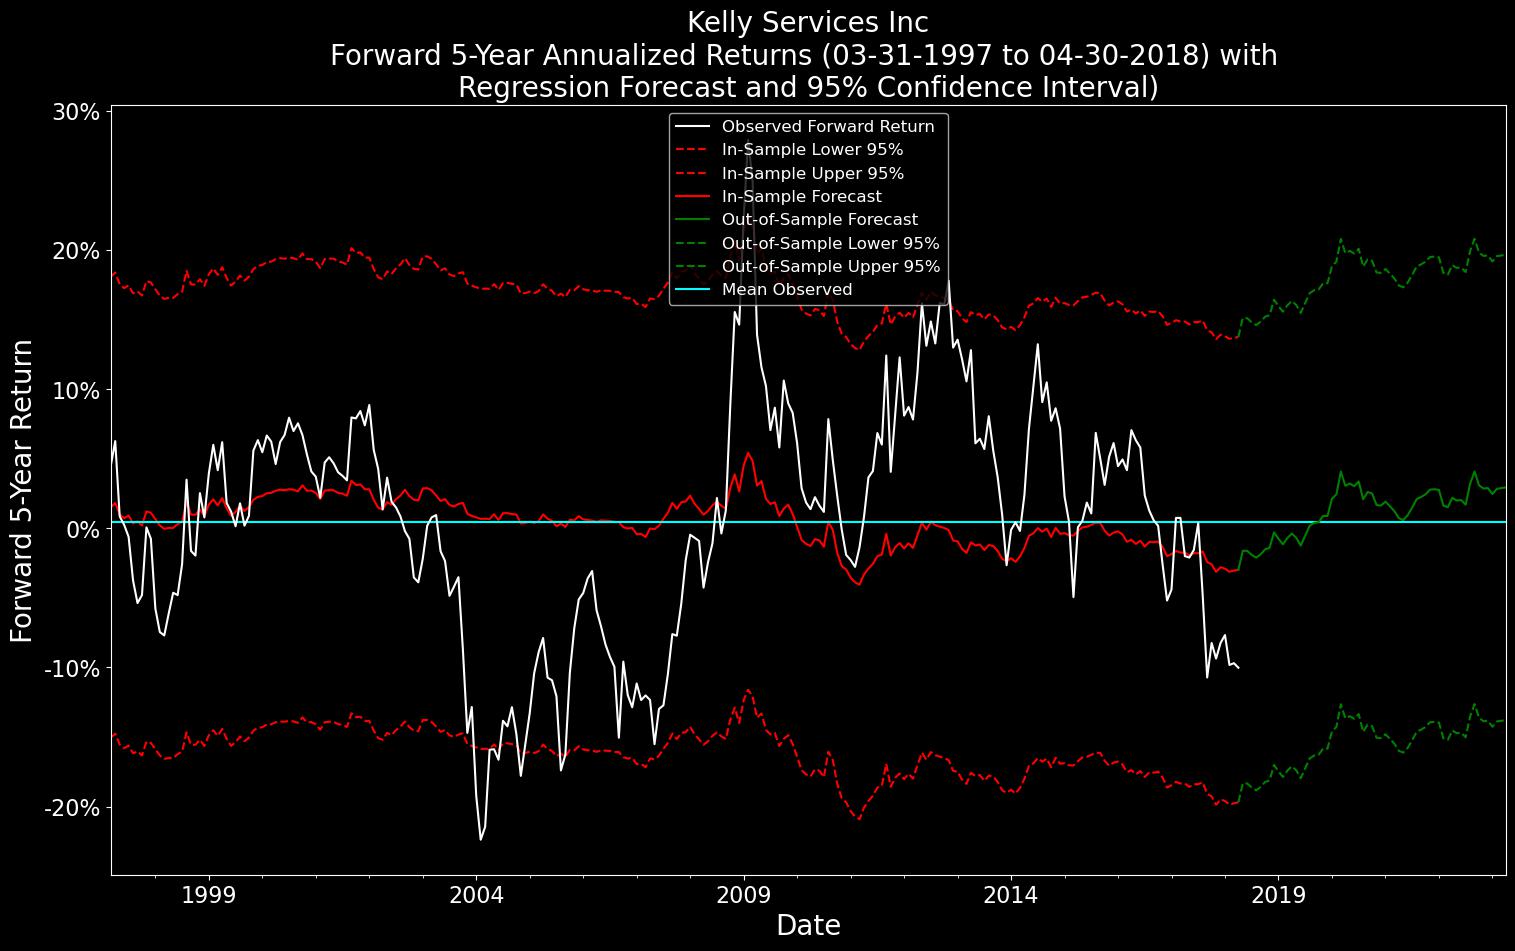 Kelly Services Inc
Forward 5-Year Annualized Returns (03-31-1997 to 04-30-2018) with
Regression Forecast and 95% Confidence Interval)
30%
20%
10%
0%
-10%
-20%
Forward 5-Year Return
Observed Forward Return
In-Sample Lower 95%
In-Sample Upper 95%
In-Sample Forecast
Out-of-Sample Forecast
Out-of-Sample Lower 95%
Out-of-Sample Upper 95%
Mean Observed
1999 2004 2009 2014 2019
Date